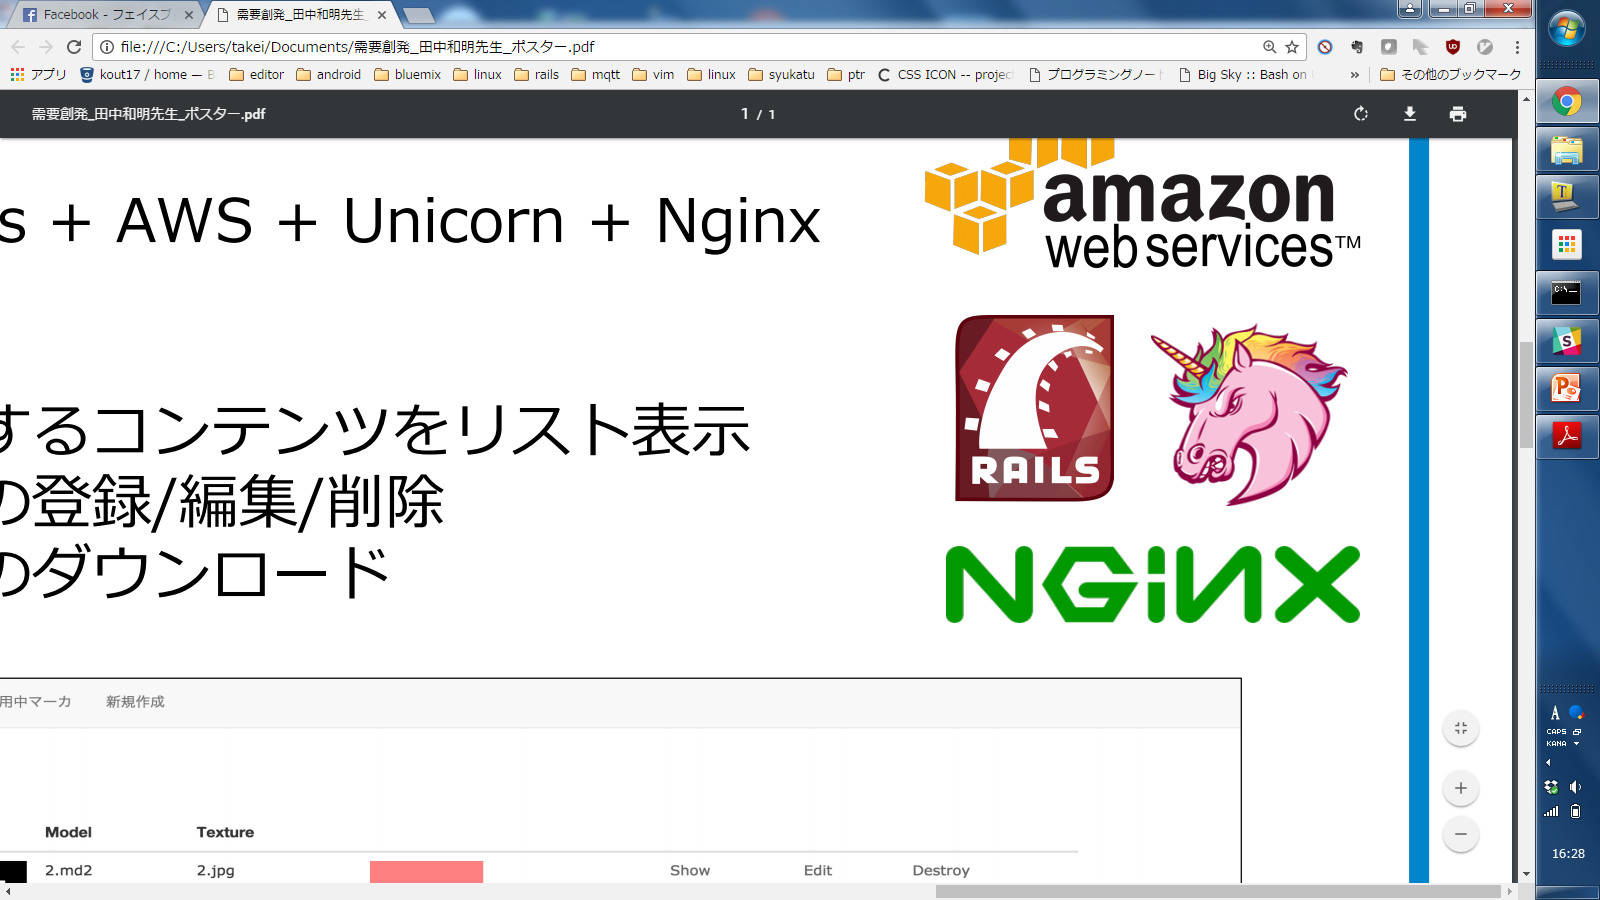 Facebook - フェイスブ
需要創発_田中和明先生_
file:///C:/Users/takei/Documents/需要創発_田中和明先生_ポスター.pdf
アプリ kout17 / home — B editor android bluemix linux rails mqtt vim linux syukatu ptr CSS ICON -- project プログラミングノート Big Sky :: Bash on » その他のブックマーク
需要創発_田中和明先生_ポスター.pdf 1 / 1
s + AWS + Unicorn + Nginx
amazon
web services™
RAILS
するコンテンツをリスト表示
の登録/編集/削除
のダウンロード
NGiNX
用中マーカ 新規作成
Model Texture
2.md2 2.jpg Show Edit Destroy
A
CAPS
KANA
16:28